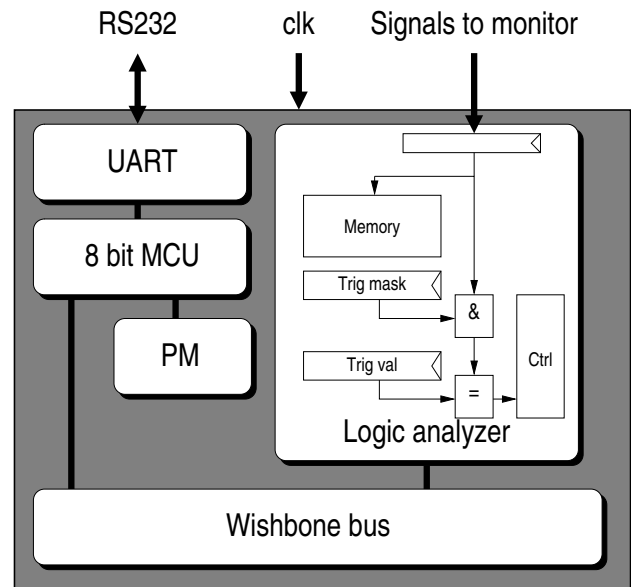 RS232
clk
Signals to monitor
UART
8 bit MCU
PM
Memory
Trig mask
&
Trig val
=
Ctrl
Logic analyzer
Wishbone bus